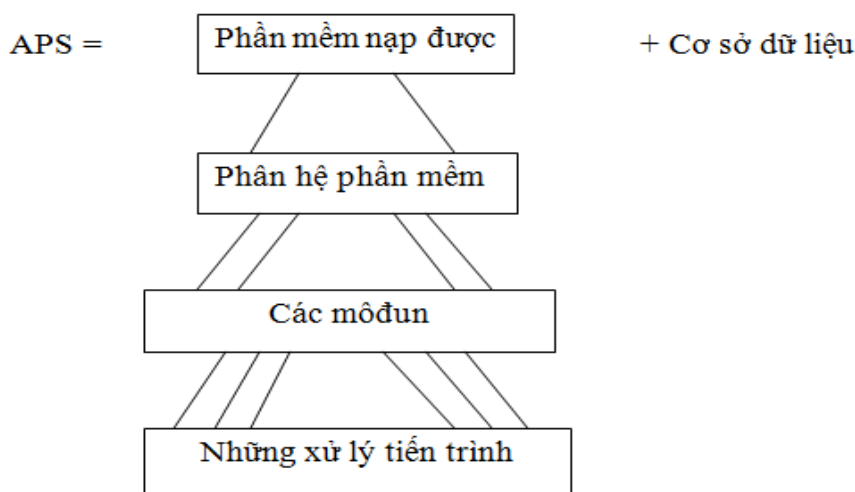 APS = Phần mềm nạp được + Cơ sở dữ liệu
Phân hệ phần mềm
Các môđun
Những xử lý tiến trình